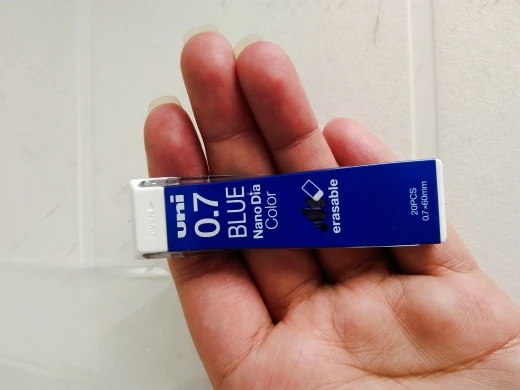 uni
0.7
BLUE
Nano Dia
Color
erasable
20PCS
0.7×60mm